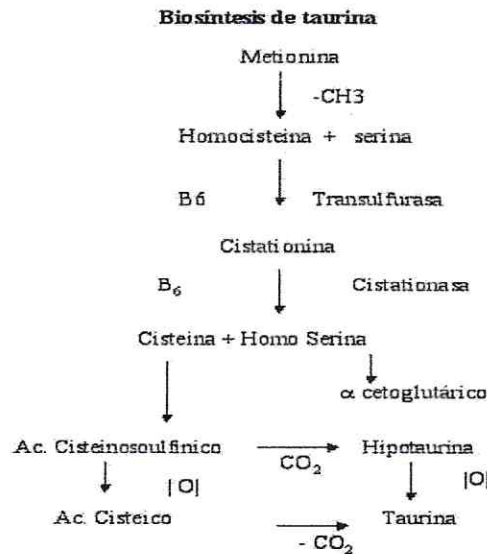 Biosíntesis de taurina
Metionina
-CH3
Homocisteina + serina
B6 Transulfurasa
Cistationina
B₆ Cistationasa
Cisteina + Homo Serina
α cetoglutárico
Ac. Cisteinosoulfinico CO₂ Hipotaurina
|O| |O|
Ac. Cisteico - CO₂ Taurina